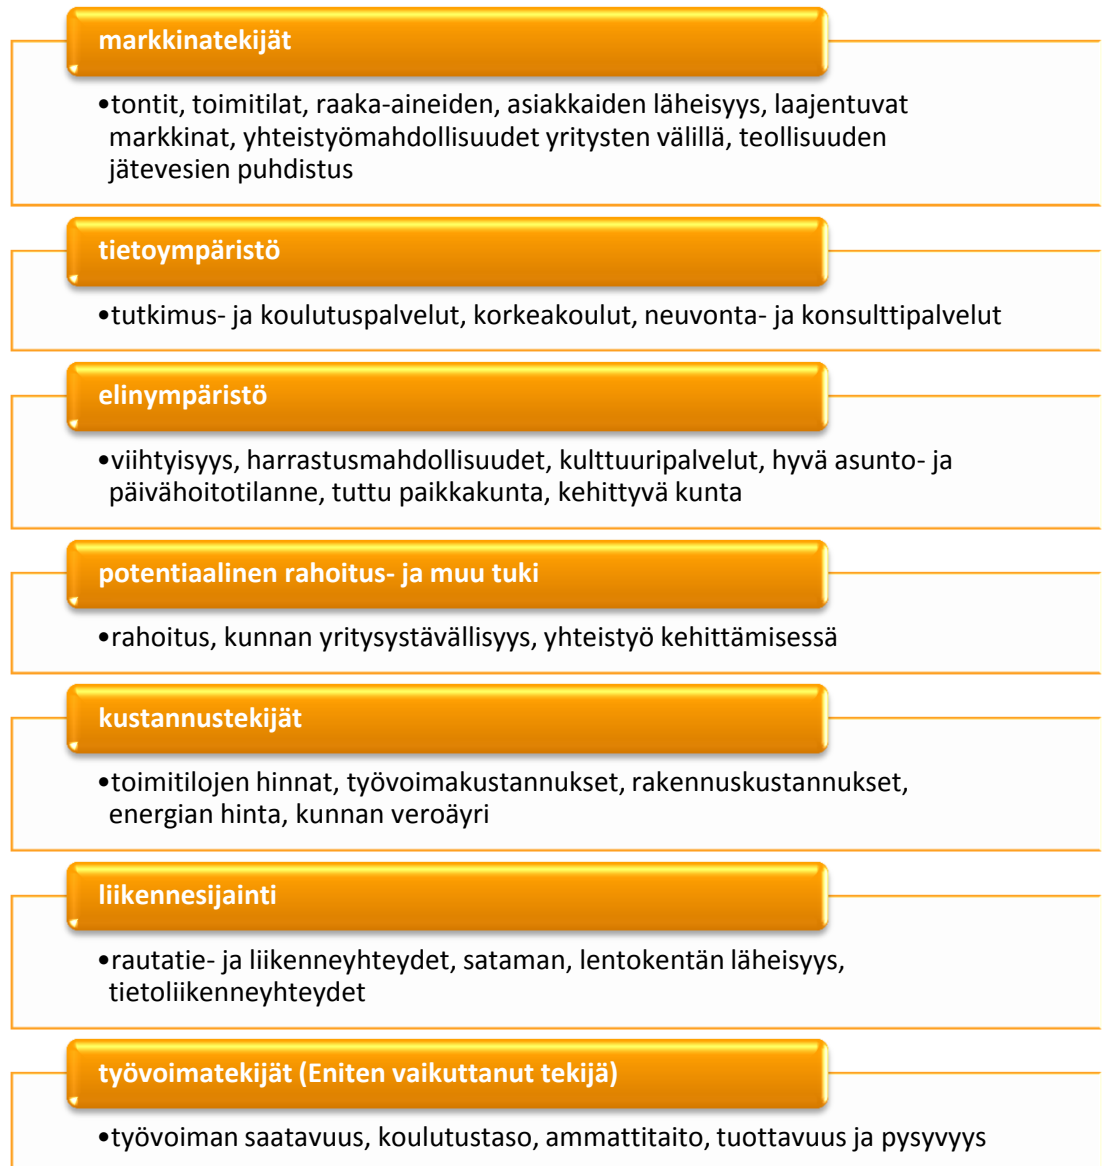 markkinatekijät
•tontit, toimitilat, raaka-aineiden, asiakkaiden läheisyys, laajentuvat
markkinat, yhteistyömahdollisuudet yritysten välillä, teollisuuden
jätevesien puhdistus
tietoympäristö
•tutkimus- ja koulutuspalvelut, korkeakoulut, neuvonta- ja konsulttipalvelut
elinympäristö
•viihtyisyys, harrastusmahdollisuudet, kulttuuripalvelut, hyvä asunto- ja
päivähoitotilanne, tuttu paikkakunta, kehittyvä kunta
potentiaalinen rahoitus- ja muu tuki
•rahoitus, kunnan yritysystävällisyys, yhteistyö kehittämisessä
kustannustekijät
•toimitilojen hinnat, työvoimakustannukset, rakennuskustannukset,
energian hinta, kunnan veroäyri
liikennesijainti
•rautatie- ja liikenneyhteydet, sataman, lentokentän läheisyys,
tietoliikenneyhteydet
työvoimatekijät (Eniten vaikuttanut tekijä)
•työvoiman saatavuus, koulutustaso, ammattitaito, tuottavuus ja pysyvyys